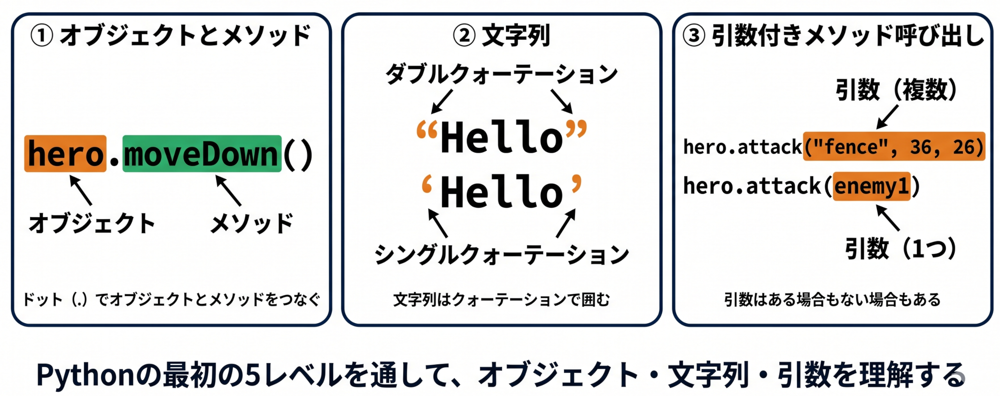 ① オブジェクトとメソッド
hero.moveDown()
オブジェクト
メソッド
ドット（.）でオブジェクトとメソッドをつなぐ
② 文字列
ダブルクォーテーション
“Hello”
‘Hello’
シングルクォーテーション
文字列はクォーテーションで囲む
③ 引数付きメソッド呼び出し
引数（複数）
hero.attack("fence", 36, 26)
hero.attack(enemy1)
引数（1つ）
引数はある場合もない場合もある
Pythonの最初の5レベルを通して、オブジェクト・文字列・引数を理解する